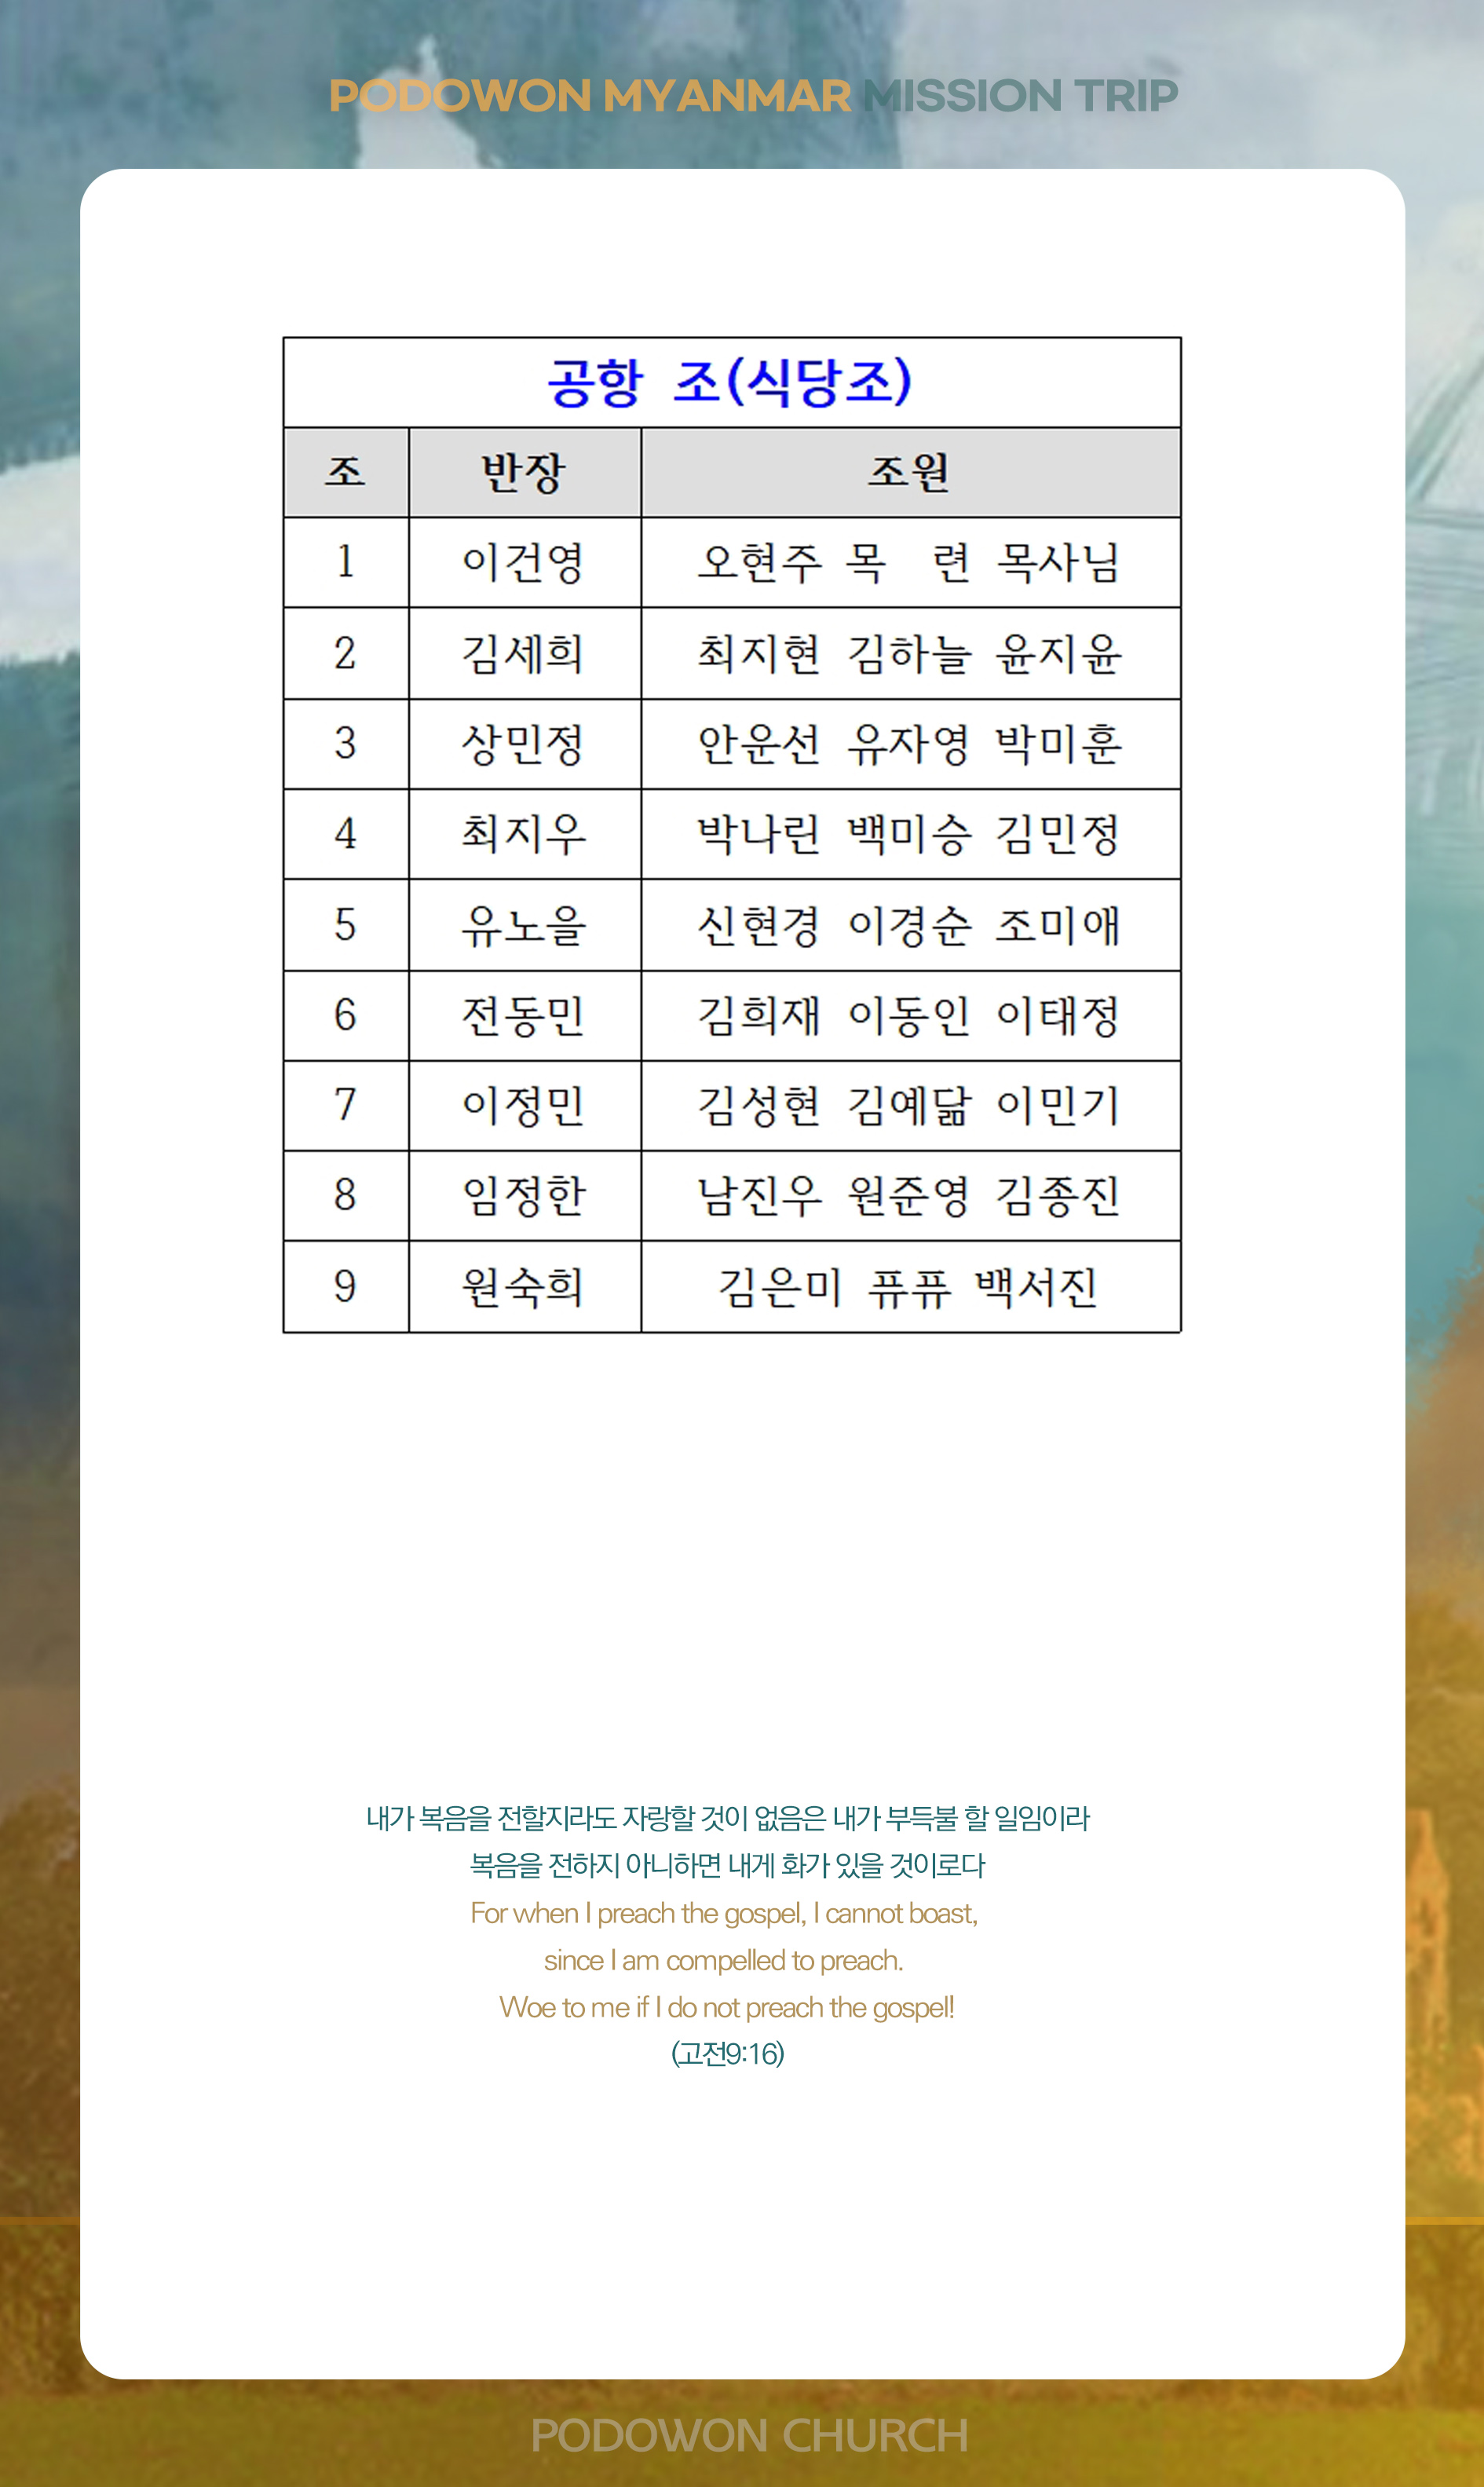 PODOWON MYANMAR MISSION TRIP
공항 조(식당조)
조 반장 조원
1 이건영 오현주 목 련 목사님
2 김세희 최지현 김하늘 윤지윤
3 상민정 안운선 유자영 박미훈
4 최지우 박나린 백미승 김민정
5 유노을 신현경 이경순 조미애
6 전동민 김희재 이동인 이태정
7 이정민 김성현 김예닮 이민기
8 임정한 남진우 원준영 김종진
9 원숙희 김은미 퓨퓨 백서진
내가 복음을 전할지라도 자랑할 것이 없음은 내가 부득불 할 일임이라
복음을 전하지 아니하면 내게 화가 있을 것이로다
For when I preach the gospel, I cannot boast,
since I am compelled to preach.
Woe to me if I do not preach the gospel!
(고전9:16)
PODOWON CHURCH